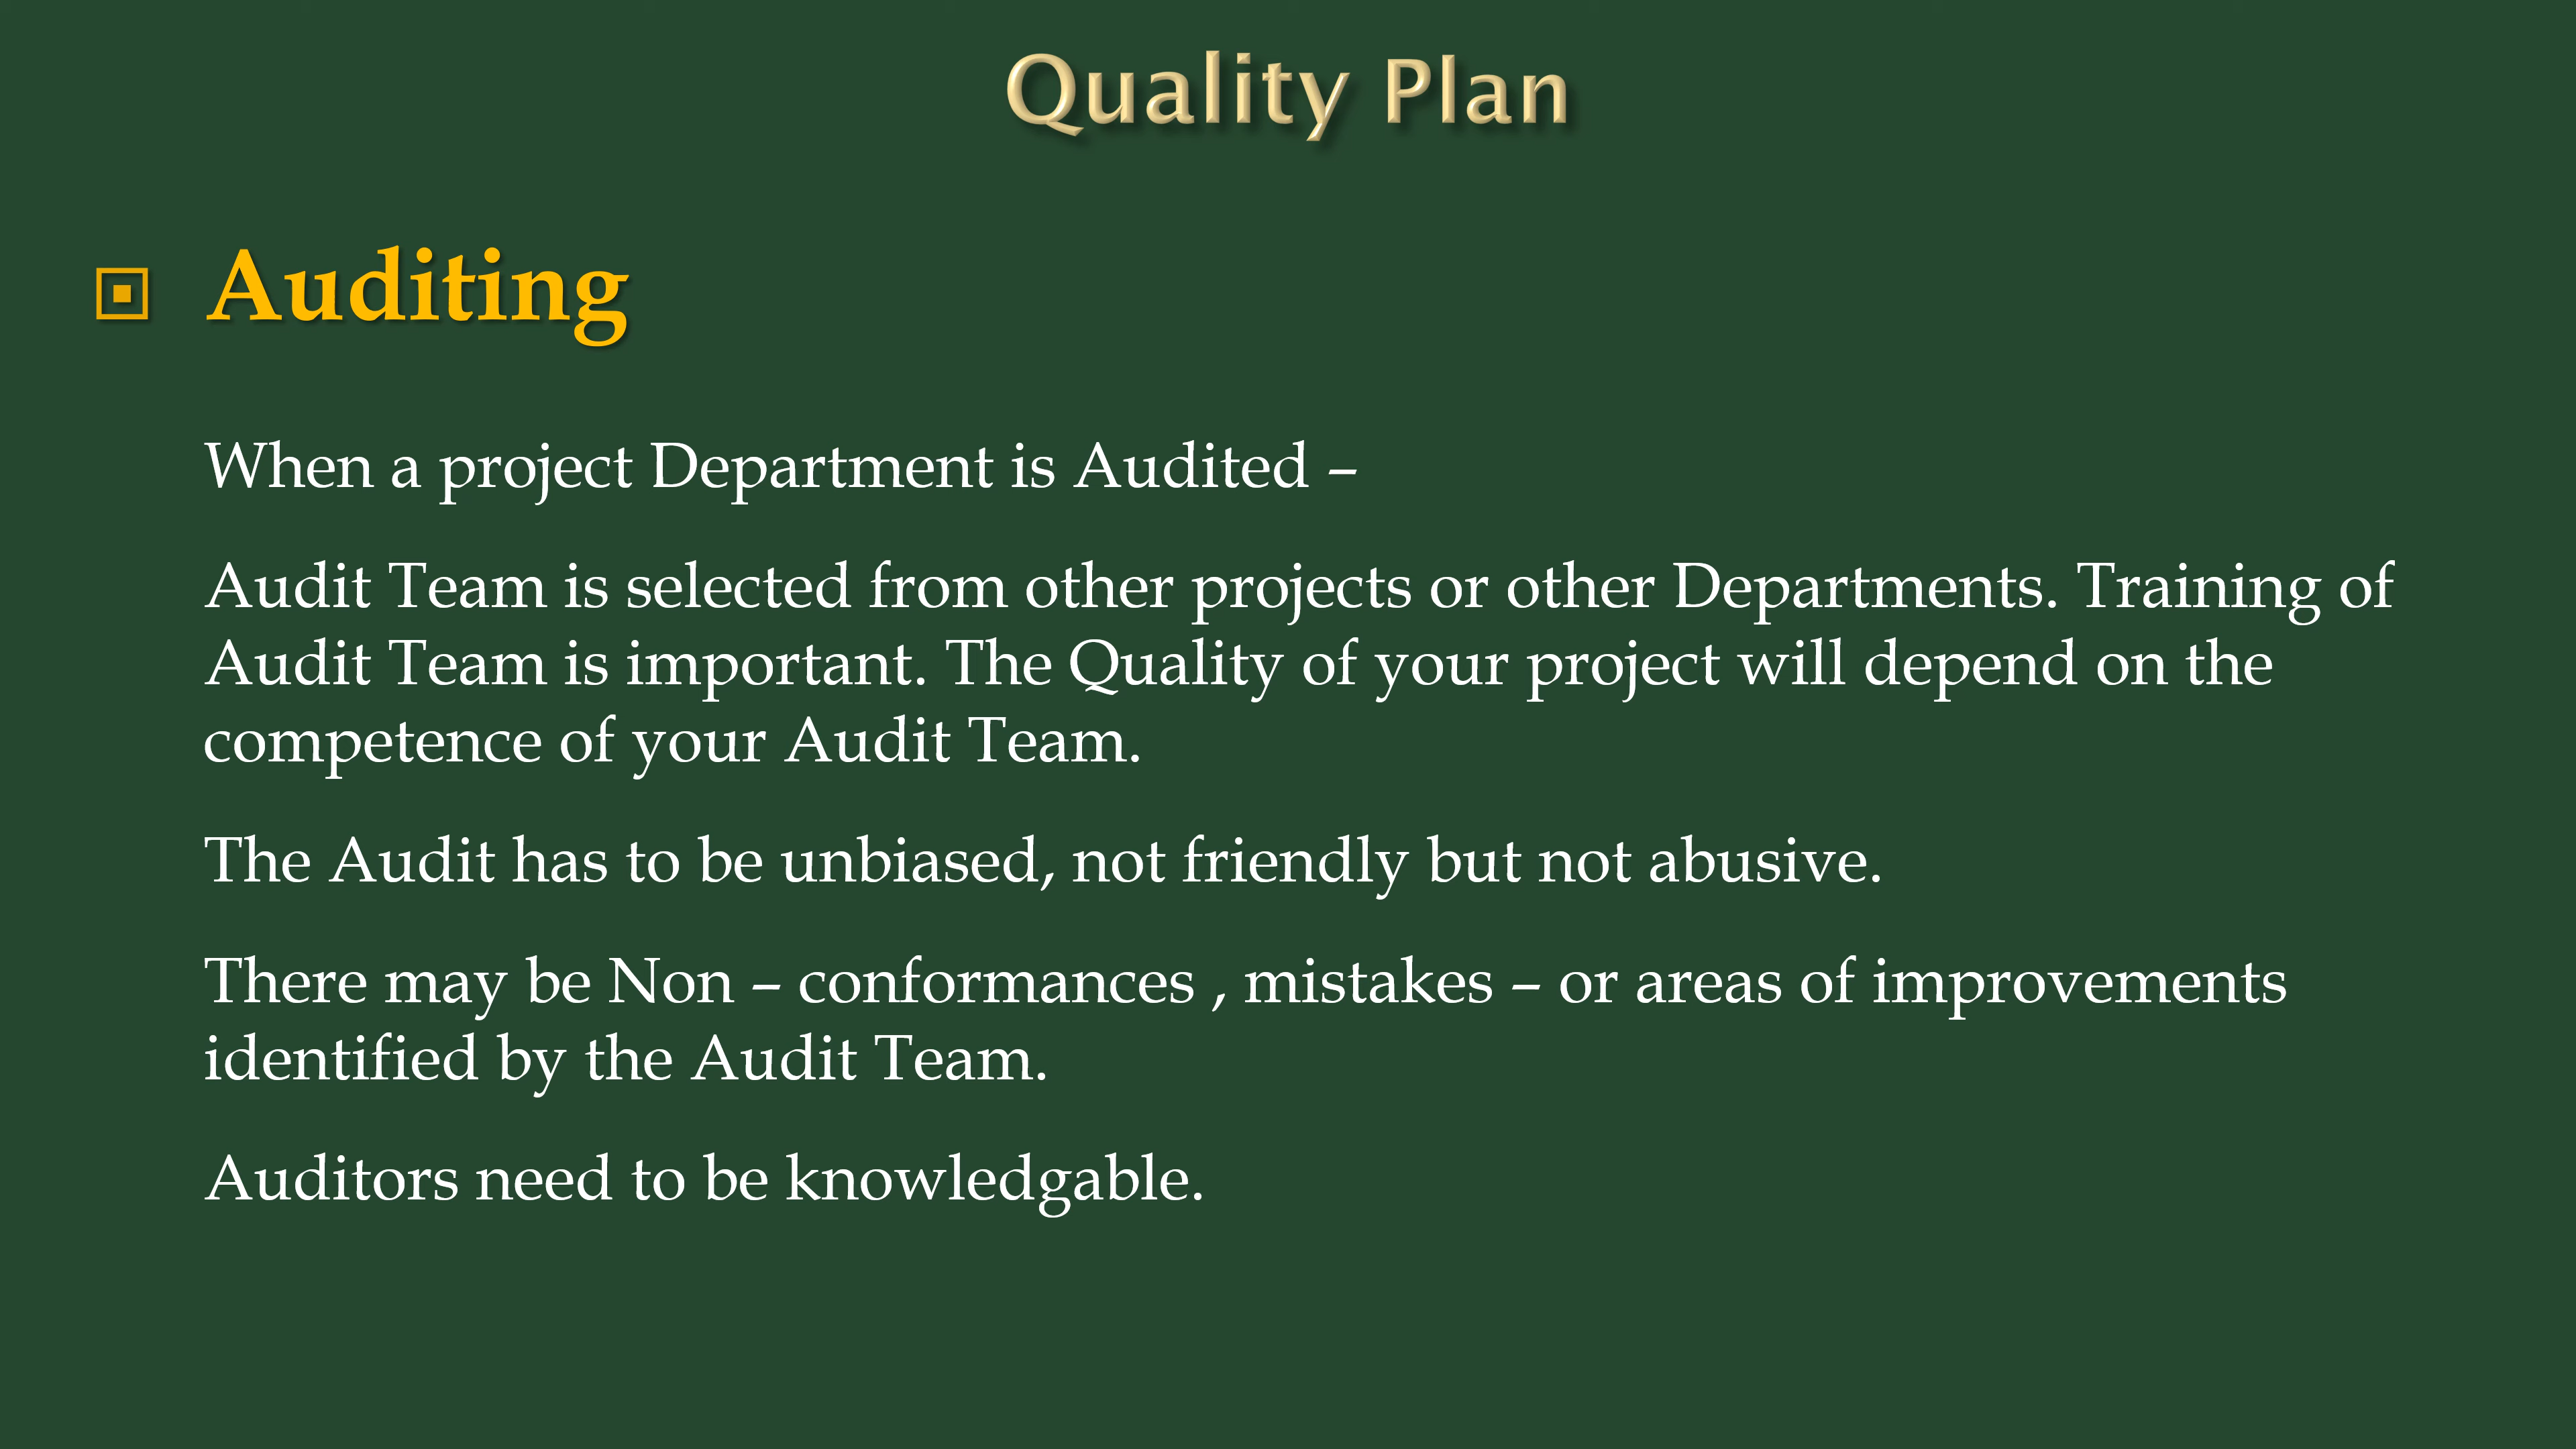 Quality Plan
Auditing
When a project Department is Audited –
Audit Team is selected from other projects or other Departments. Training of
Audit Team is important. The Quality of your project will depend on the
competence of your Audit Team.
The Audit has to be unbiased, not friendly but not abusive.
There may be Non – conformances , mistakes – or areas of improvements
identified by the Audit Team.
Auditors need to be knowledgable.